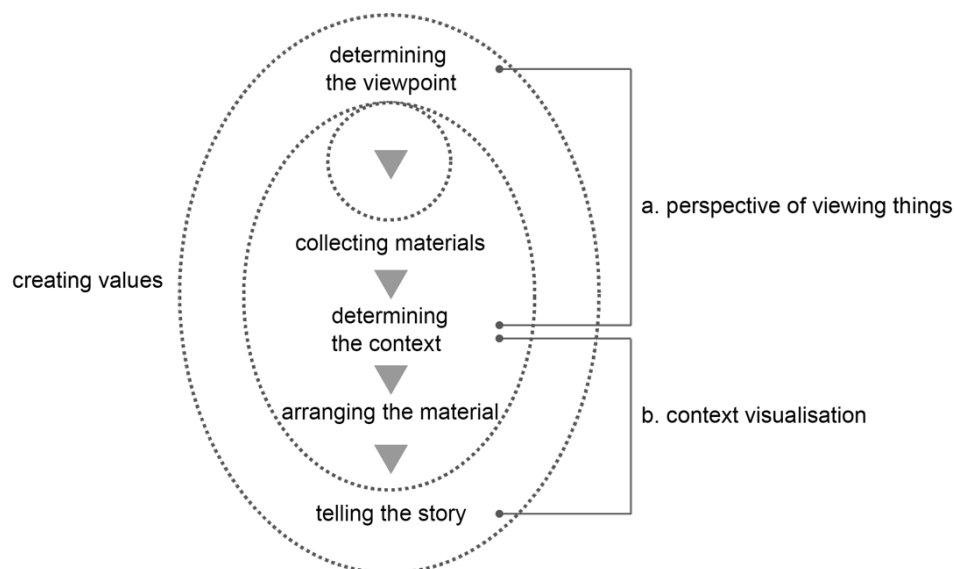 determining
the viewpoint
a. perspective of viewing things
collecting materials
creating values
determining
the context
arranging the material
b. context visualisation
telling the story